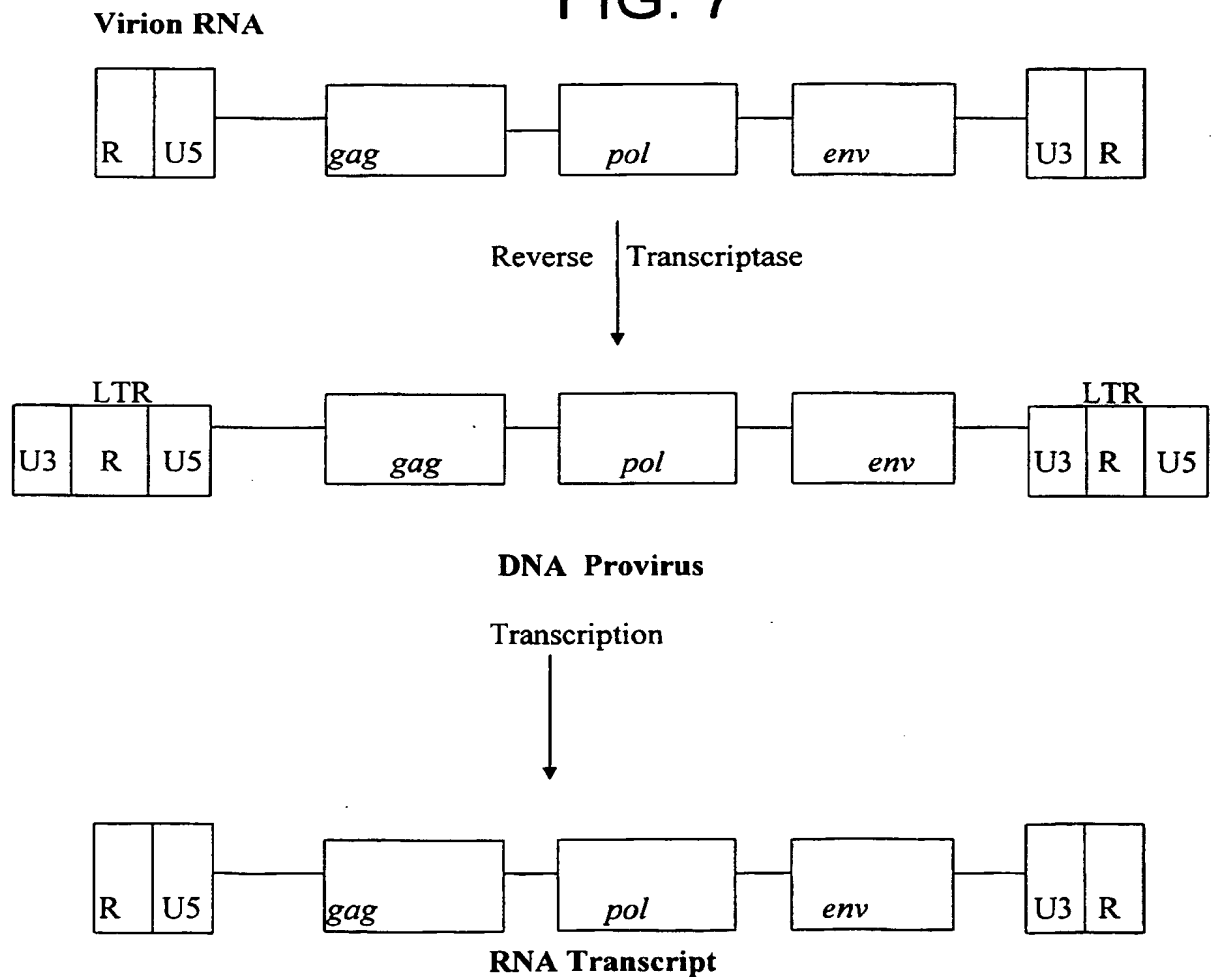 FIG. 7
Virion RNA
R U5 gag pol env U3 R
Reverse Transcriptase
LTR LTR
U3 R U5 gag pol env U3 R U5
DNA Provirus
Transcription
R U5 gag pol env U3 R
RNA Transcript